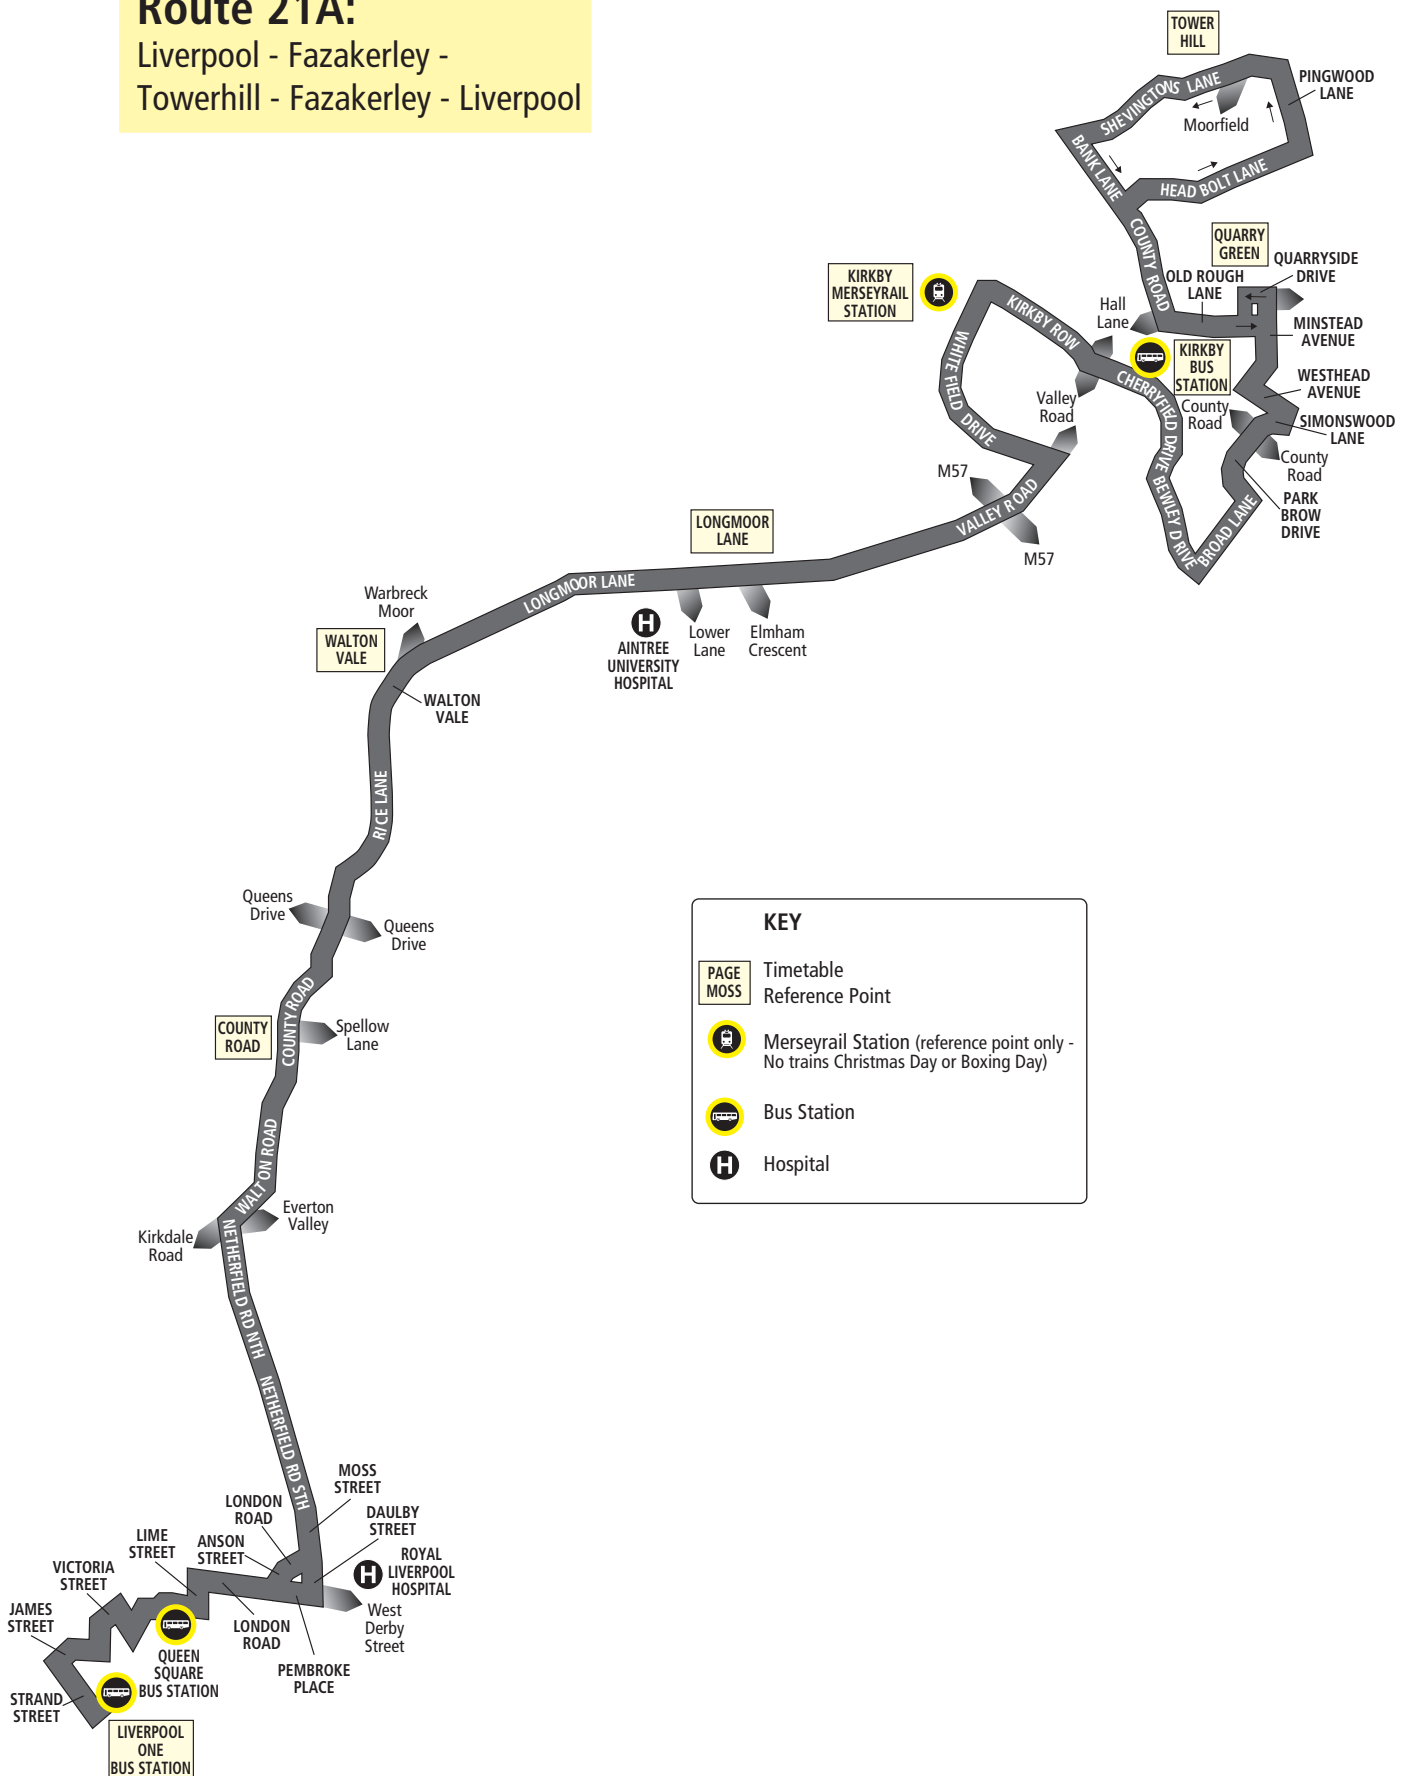 Route 21A:
Liverpool - Fazakerley -
Towerhill - Fazakerley - Liverpool
TOWER
HILL
SHEVINGTONS LANE
PINGWOOD
LANE
Moorfield
BANK LANE
HEAD BOLT LANE
COUNTY ROAD
QUARRY
GREEN
QUARRYSIDE
DRIVE
OLD ROUGH
LANE
MINSTEAD
AVENUE
KIRKBY
MERSEYRAIL
STATION
KIRKBY ROW
Hall
Lane
KIRKBY
BUS
STATION
WESTHEAD
AVENUE
WHITE FIELD DRIVE
CHERRYFIELD DRIVE
Valley
Road
County
Road
SIMONSWOOD
LANE
County
Road
M57
VALLEY ROAD
BEWLEY DRIVE
BROAD LANE
PARK
BROW
DRIVE
M57
LONGMOOR
LANE
LONGMOOR LANE
Warbreck
Moor
WALTON
VALE
AINTREE
UNIVERSITY
HOSPITAL
H
Lower
Lane
Elmham
Crescent
WALTON
VALE
RICE LANE
Queens
Drive
Queens
Drive
COUNTY ROAD
COUNTY
ROAD
Spellow
Lane
WALTON ROAD
Everton
Valley
Kirkdale
Road
NETHERFIELD RD NTH
NETHERFIELD RD STH
KEY
PAGE
MOSS
Timetable
Reference Point
Merseyrail Station (reference point only -
No trains Christmas Day or Boxing Day)
Bus Station
H
Hospital
MOSS
STREET
LONDON
ROAD
DAULBY
STREET
LIME
STREET
ANSON
STREET
H
ROYAL
LIVERPOOL
HOSPITAL
VICTORIA
STREET
JAMES
STREET
West
Derby
Street
LONDON
ROAD
QUEEN
SQUARE
BUS STATION
PEMBROKE
PLACE
STRAND
STREET
LIVERPOOL
ONE
BUS STATION